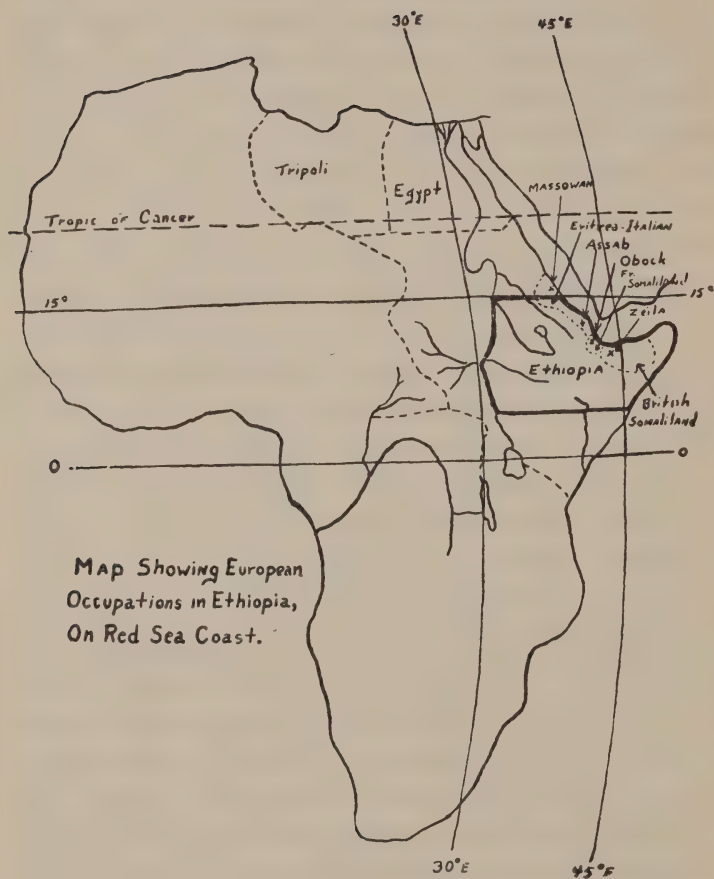 30°E
45°E
Tripoli
Egypt
MASSOWAH
Tropic of Cancer
Eritrea-Italian
ASSAB
Obock
Fr.
Somaliland
15°
15°
Zeila
x
Ethiopia
British
Somaliland
0
0
Map Showing European
Occupations in Ethiopia,
On Red Sea Coast.
30°E
45°E